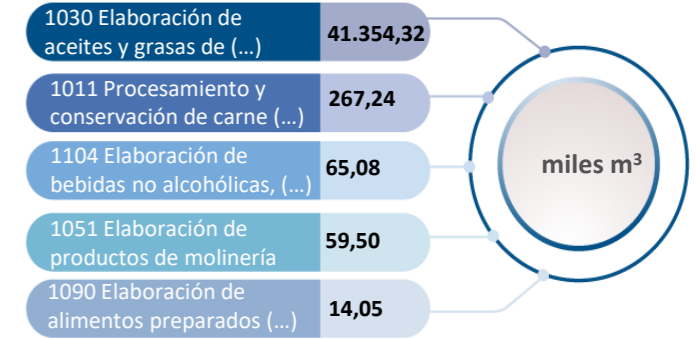 1030 Elaboración de
aceites y grasas de (...)
41.354,32
1011 Procesamiento y
conservación de carne (...)
267,24
1104 Elaboración de
bebidas no alcohólicas, (...)
65,08
1051 Elaboración de
productos de molinería
59,50
1090 Elaboración de
alimentos preparados (...)
14,05
miles m³